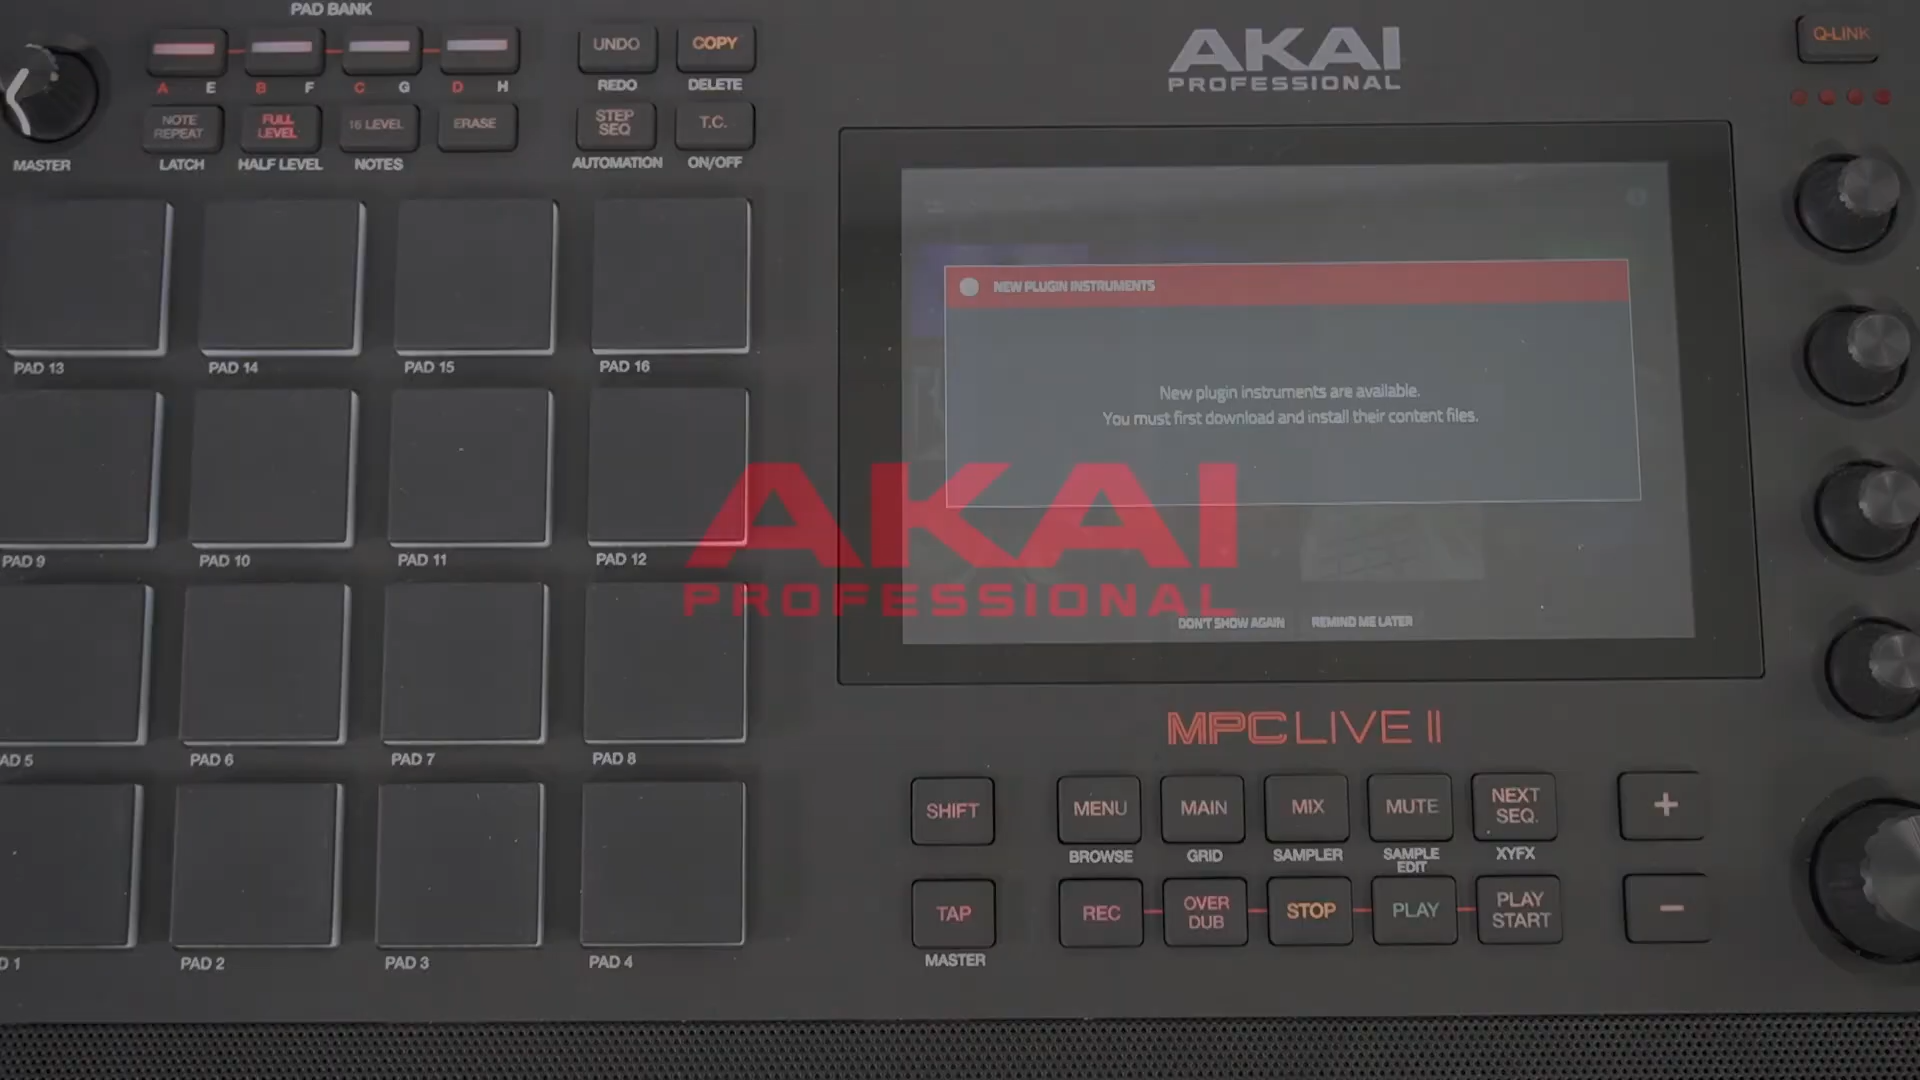 PAD BANK
A E B F C G D H
UNDO
COPY
REDO
DELETE
NOTE
REPEAT
FULL
LEVEL
16 LEVEL
ERASE
STEP
SEQ
T.C.
MASTER
LATCH
HALF LEVEL
NOTES
AUTOMATION
ON/OFF
AKAI
PROFESSIONAL
Q-LINK
PAD 13
PAD 14
PAD 15
PAD 16
PAD 9
PAD 10
PAD 11
PAD 12
AD 5
PAD 6
PAD 7
PAD 8
D 1
PAD 2
PAD 3
PAD 4
NEW PLUGIN INSTRUMENTS
New plugin instruments are available.
You must first download and install their content files.
DON'T SHOW AGAIN
REMIND ME LATER
AKAI
PROFESSIONAL
MPC LIVE II
SHIFT
MENU
MAIN
MIX
MUTE
NEXT
SEQ.
+
BROWSE
GRID
SAMPLER
SAMPLE
EDIT
XYFX
TAP
REC
OVER
DUB
STOP
PLAY
PLAY
START
−
MASTER